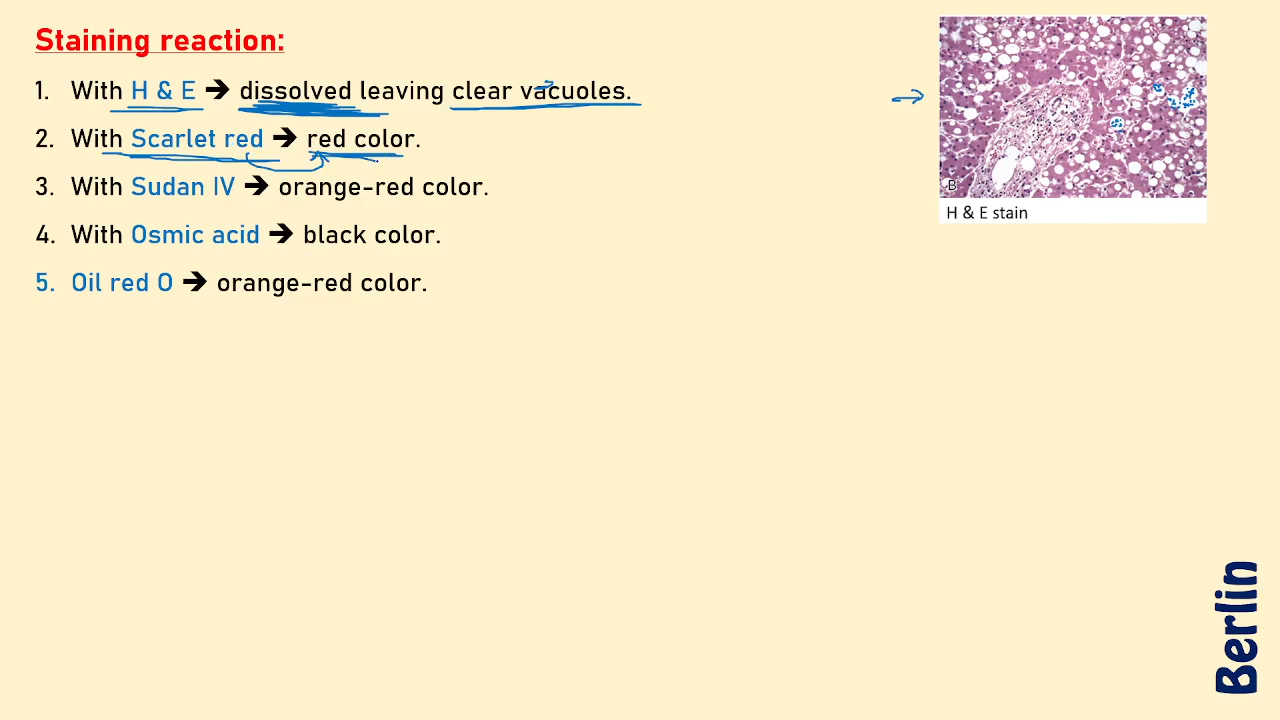 Staining reaction:
1. With H & E ➔ dissolved leaving clear vacuoles.
2. With Scarlet red ➔ red color.
3. With Sudan IV ➔ orange-red color.
4. With Osmic acid ➔ black color.
5. Oil red O ➔ orange-red color.
B
H & E stain
Berlin